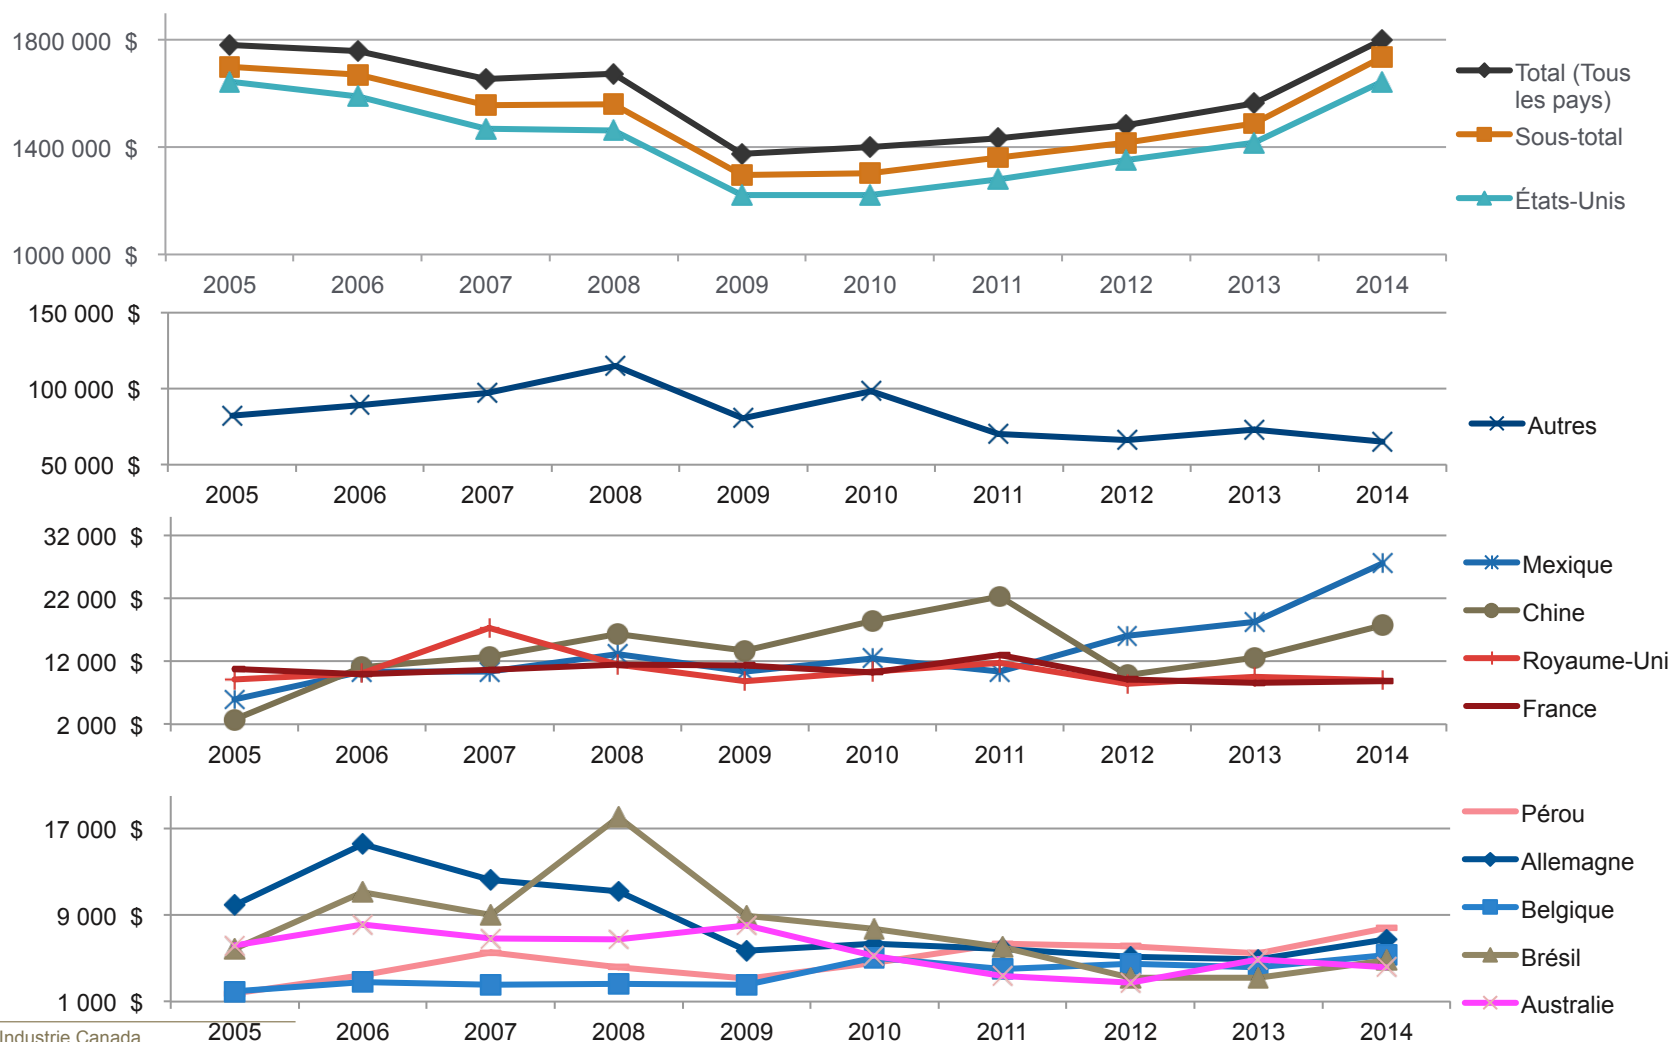 1800 000 $
1400 000 $
1000 000 $
2005 2006 2007 2008 2009 2010 2011 2012 2013 2014
Total (Tous
les pays)
Sous-total
États-Unis
150 000 $
100 000 $
50 000 $
2005 2006 2007 2008 2009 2010 2011 2012 2013 2014
Autres
32 000 $
22 000 $
12 000 $
2 000 $
2005 2006 2007 2008 2009 2010 2011 2012 2013 2014
Mexique
Chine
Royaume-Uni
France
17 000 $
9 000 $
1 000 $
2005 2006 2007 2008 2009 2010 2011 2012 2013 2014
Pérou
Allemagne
Belgique
Brésil
Australie
Industrie Canada